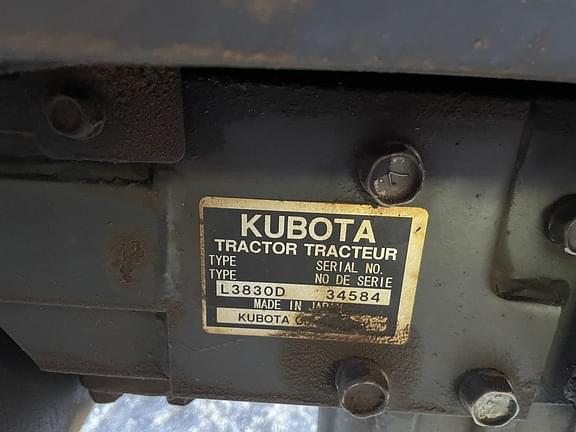 KUBOTA
TRACTOR TRACTEUR
TYPE SERIAL NO.
TYPE NO DE SERIE
L3830D 34584
MADE IN JAPAN
KUBOTA